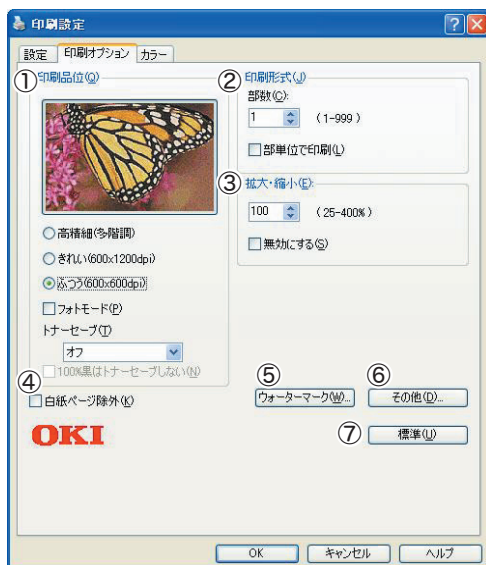 印刷設定
設定 印刷オプション カラー
① 印刷品位(Q)
高精細(多階調)
きれい(600x1200dpi)
ふつう(600x600dpi)
フォトモード(P)
トナーセーブ(T)
オフ
100%黒はトナーセーブしない(N)
② 印刷形式(J)
部数(C):
1 (1-999)
部単位で印刷(L)
③ 拡大・縮小(E):
100 (25-400%)
無効にする(S)
④ 白紙ページ除外(K)
⑤ ウォーターマーク(W)...
⑥ その他(D)...
OKI
⑦ 標準(U)
OK キャンセル ヘルプ